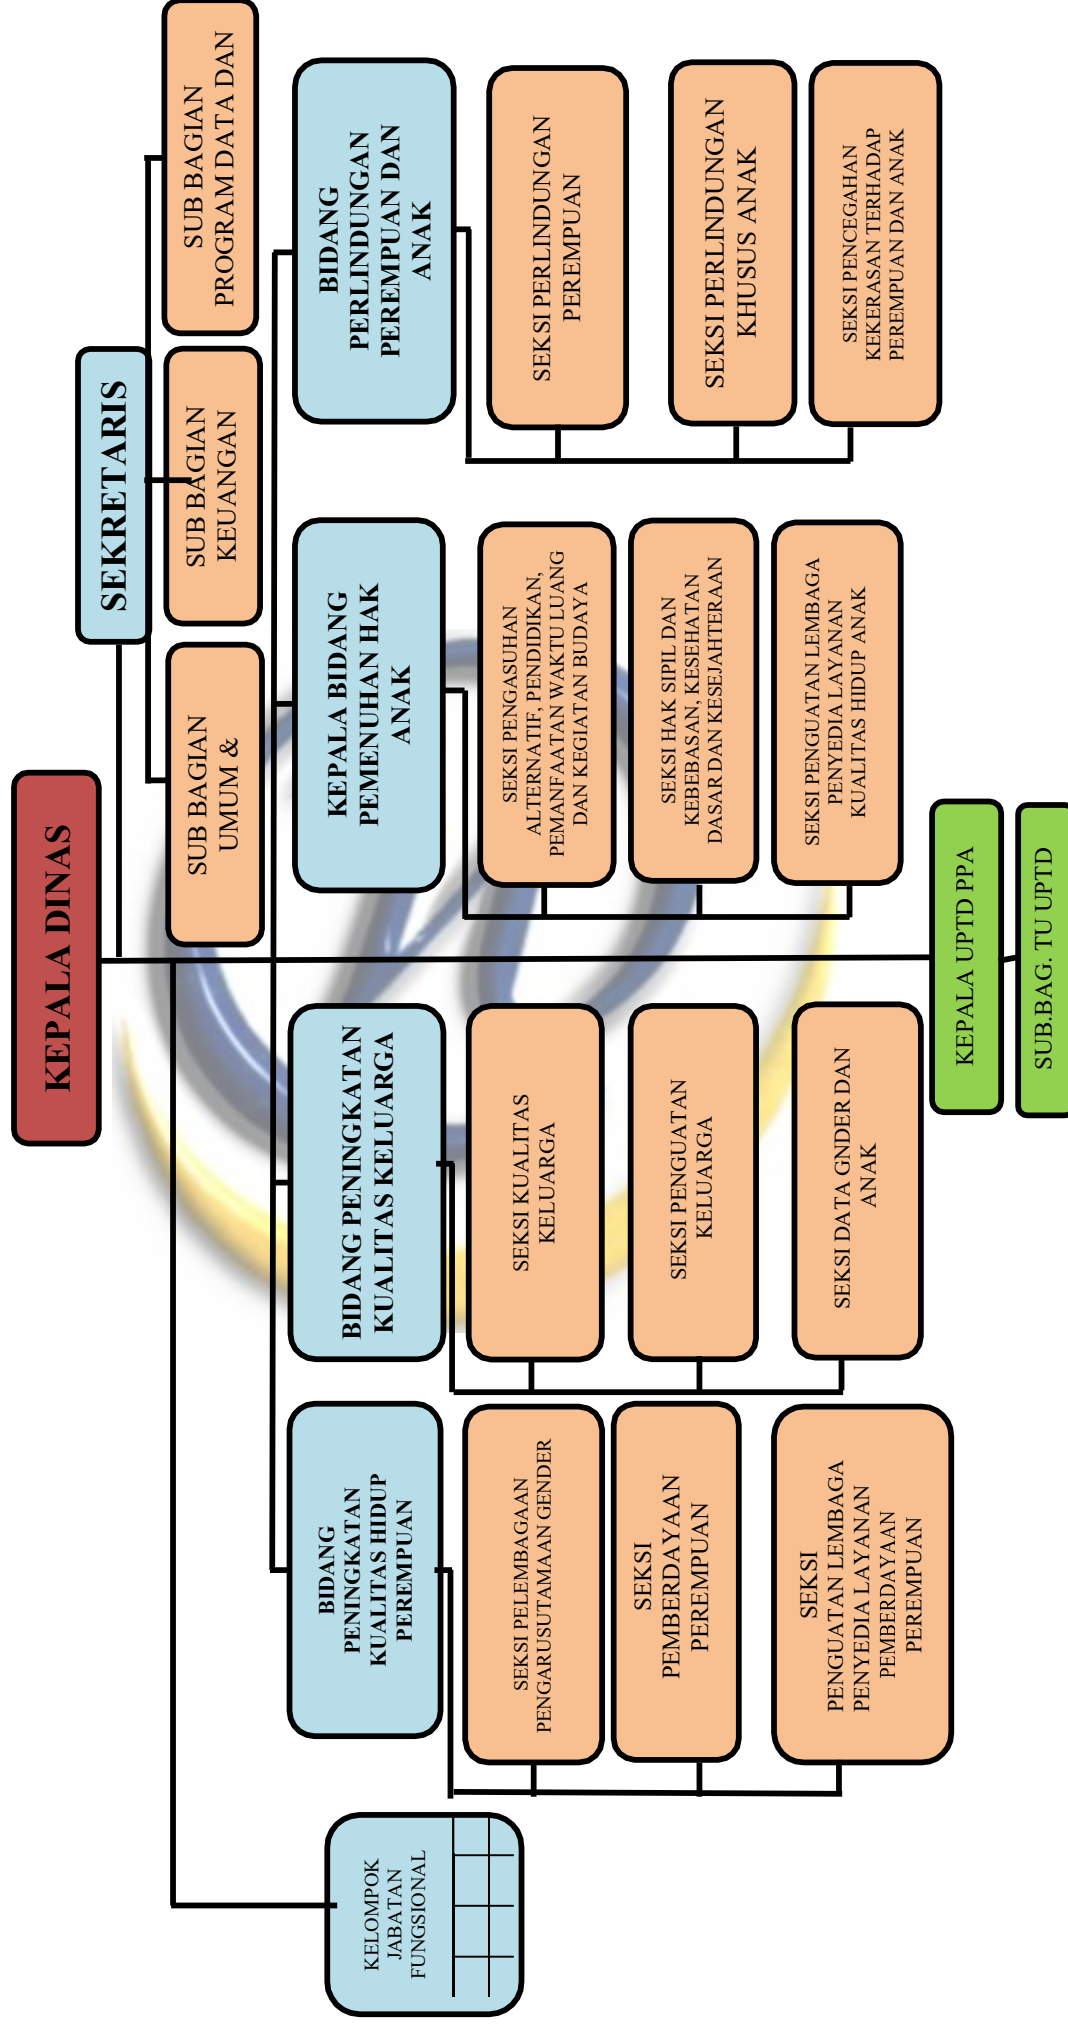 KEPALA DINAS
SEKRETARIS
SUB BAGIAN
UMUM &
SUB BAGIAN
KEUANGAN
SUB BAGIAN
PROGRAM DATA DAN
KELOMPOK
JABATAN
FUNGSIONAL
BIDANG
PENINGKATAN
KUALITAS HIDUP
PEREMPUAN
SEKSI PELEMBAGAAN
PENGARUSUTAMAAN GENDER
SEKSI
PEMBERDAYAAN
PEREMPUAN
SEKSI
PENGUATAN LEMBAGA
PENYEDIA LAYANAN
PEMBERDAYAAN
PEREMPUAN
BIDANG PENINGKATAN
KUALITAS KELUARGA
SEKSI KUALITAS
KELUARGA
SEKSI PENGUATAN
KELUARGA
SEKSI DATA GNDER DAN
ANAK
KEPALA BIDANG
PEMENUHAN HAK
ANAK
SEKSI PENGASUHAN
ALTERNATIF, PENDIDIKAN,
PEMANFAATAN WAKTU LUANG
DAN KEGIATAN BUDAYA
SEKSI HAK SIPIL DAN
KEBEBASAN, KESEHATAN
DASAR DAN KESEJAHTERAAN
SEKSI PENGUATAN LEMBAGA
PENYEDIA LAYANAN
KUALITAS HIDUP ANAK
BIDANG
PERLINDUNGAN
PEREMPUAN DAN
ANAK
SEKSI PERLINDUNGAN
PEREMPUAN
SEKSI PERLINDUNGAN
KHUSUS ANAK
SEKSI PENCEGAHAN
KEKERASAN TERHADAP
PEREMPUAN DAN ANAK
KEPALA UPTD PPA
SUB.BAG. TU UPTD